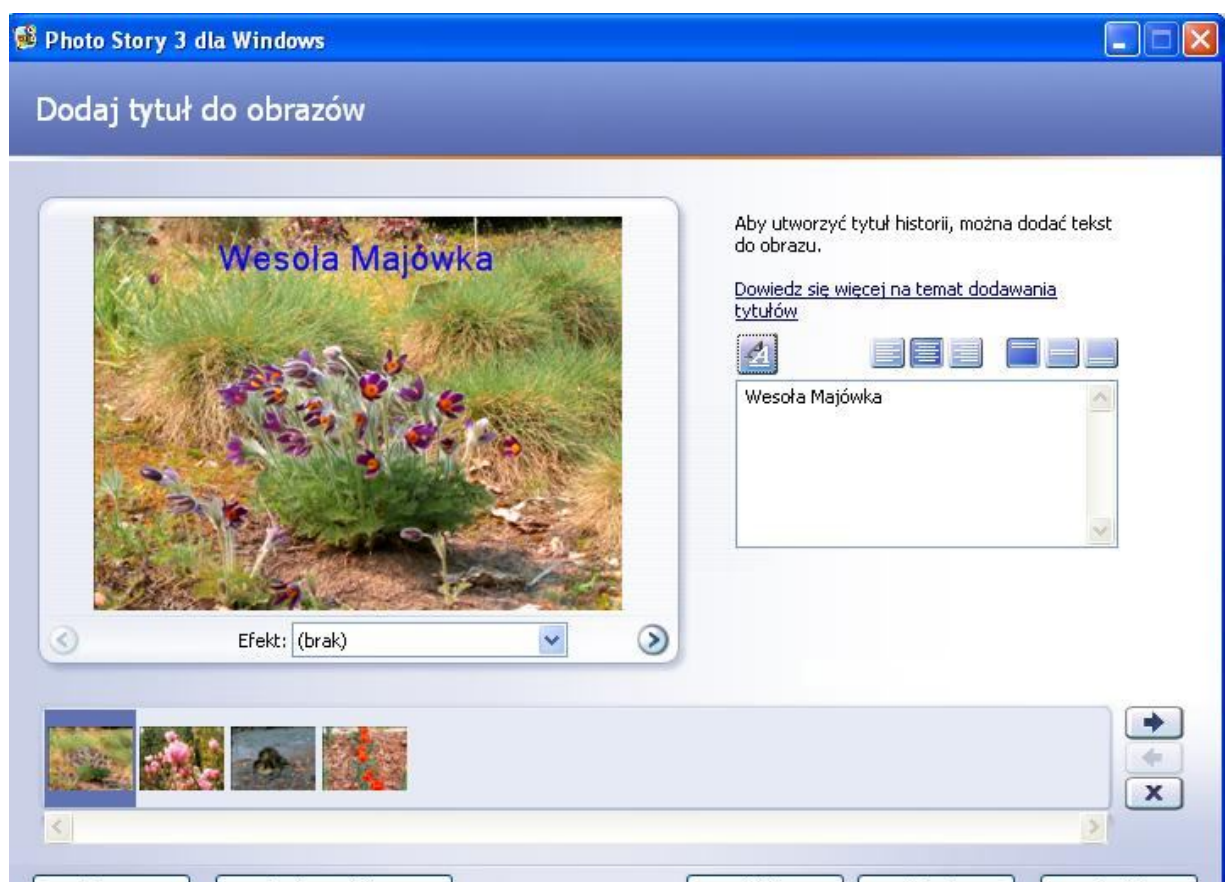 Photo Story 3 dla Windows
Dodaj tytuł do obrazów
Wesoła Majówka
Aby utworzyć tytuł historii, można dodać tekst
do obrazu.
Dowiedz się więcej na temat dodawania
tytułów
Wesoła Majówka
Efekt: (brak)